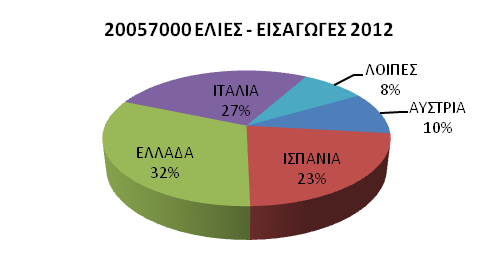 20057000 ΕΛΙΕΣ - ΕΙΣΑΓΩΓΕΣ 2012
ΛΟΙΠΕΣ
8%
ΙΤΑΛΙΑ
27%
ΑΥΣΤΡΙΑ
10%
ΕΛΛΑΔΑ
32%
ΙΣΠΑΝΙΑ
23%